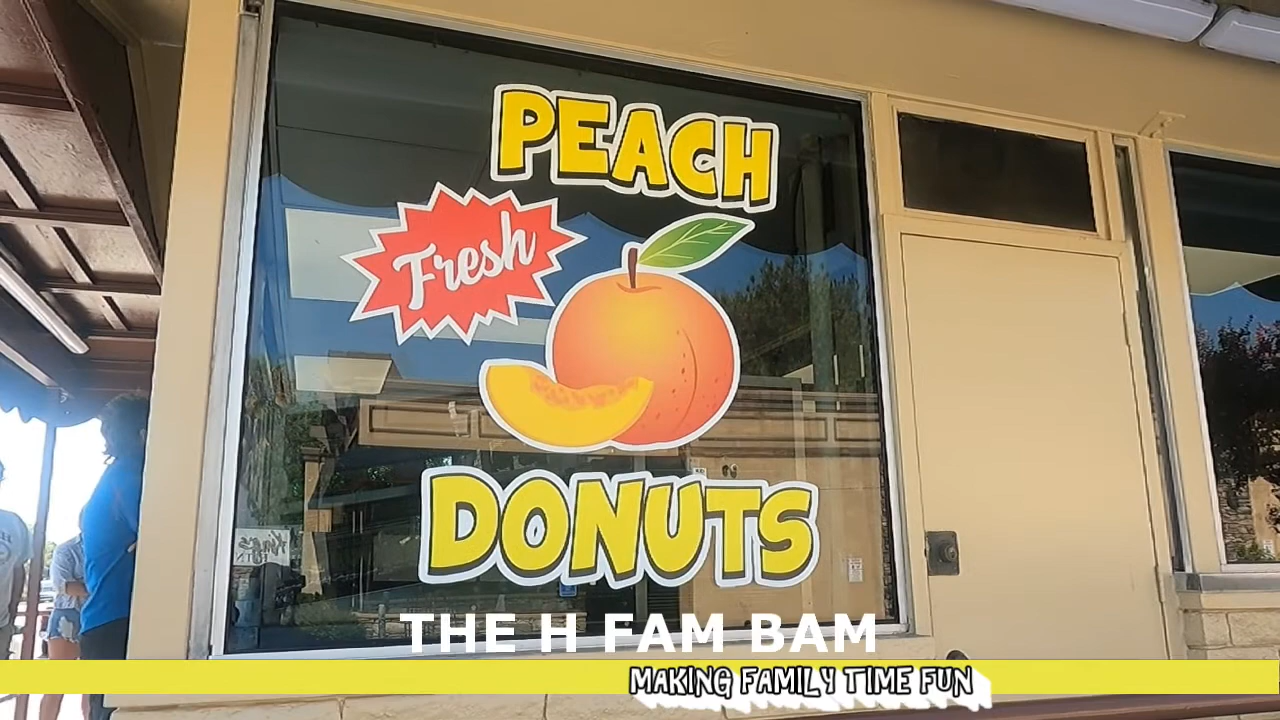 PEACH
Fresh
DONUTS
THE H FAM BAM
MAKING FAMILY TIME FUN